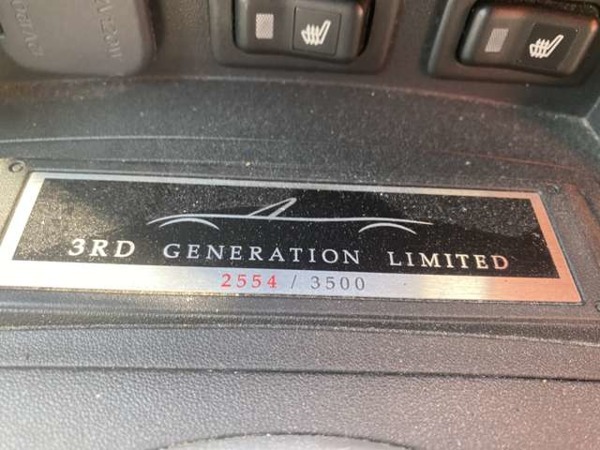 3RD GENERATION LIMITED
2554 / 3500